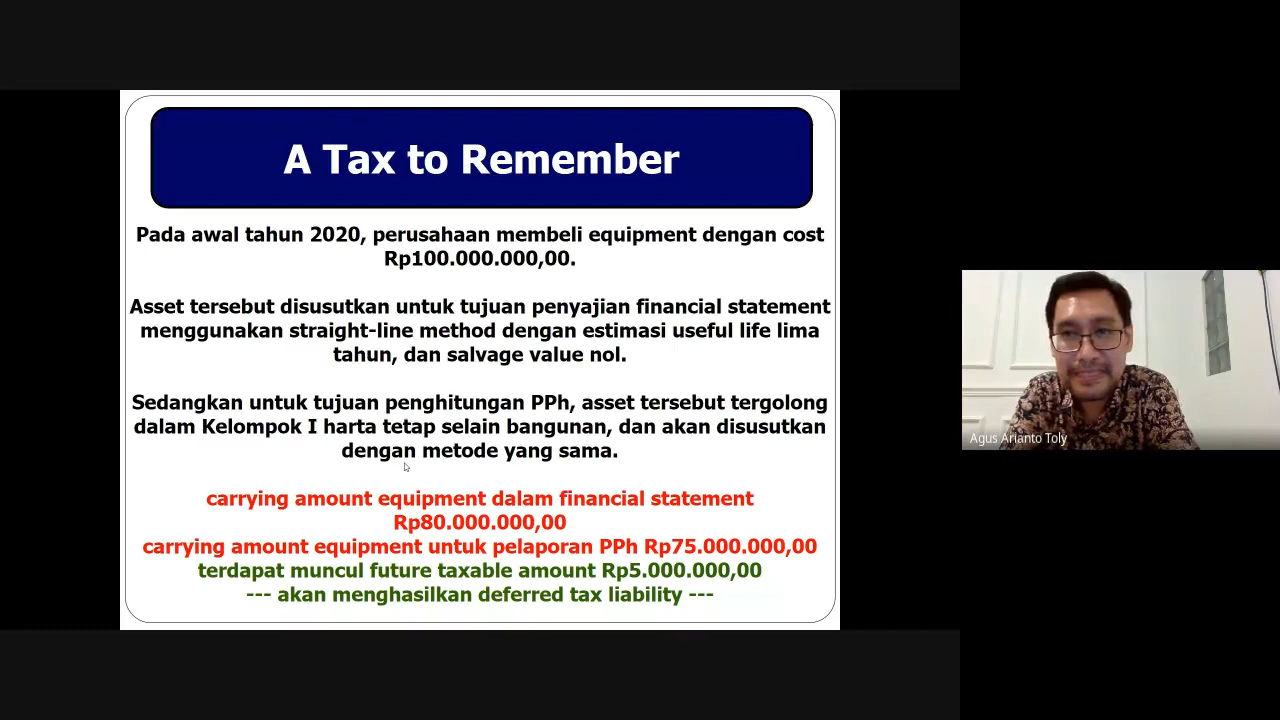 A Tax to Remember
Pada awal tahun 2020, perusahaan membeli equipment dengan cost
Rp100.000.000,00.
Asset tersebut disusutkan untuk tujuan penyajian financial statement
menggunakan straight-line method dengan estimasi useful life lima
tahun, dan salvage value nol.
Sedangkan untuk tujuan penghitungan PPh, asset tersebut tergolong
dalam Kelompok I harta tetap selain bangunan, dan akan disusutkan
dengan metode yang sama.
carrying amount equipment dalam financial statement
Rp80.000.000,00
carrying amount equipment untuk pelaporan PPh Rp75.000.000,00
terdapat muncul future taxable amount Rp5.000.000,00
--- akan menghasilkan deferred tax liability ---
Agus Arianto Toly